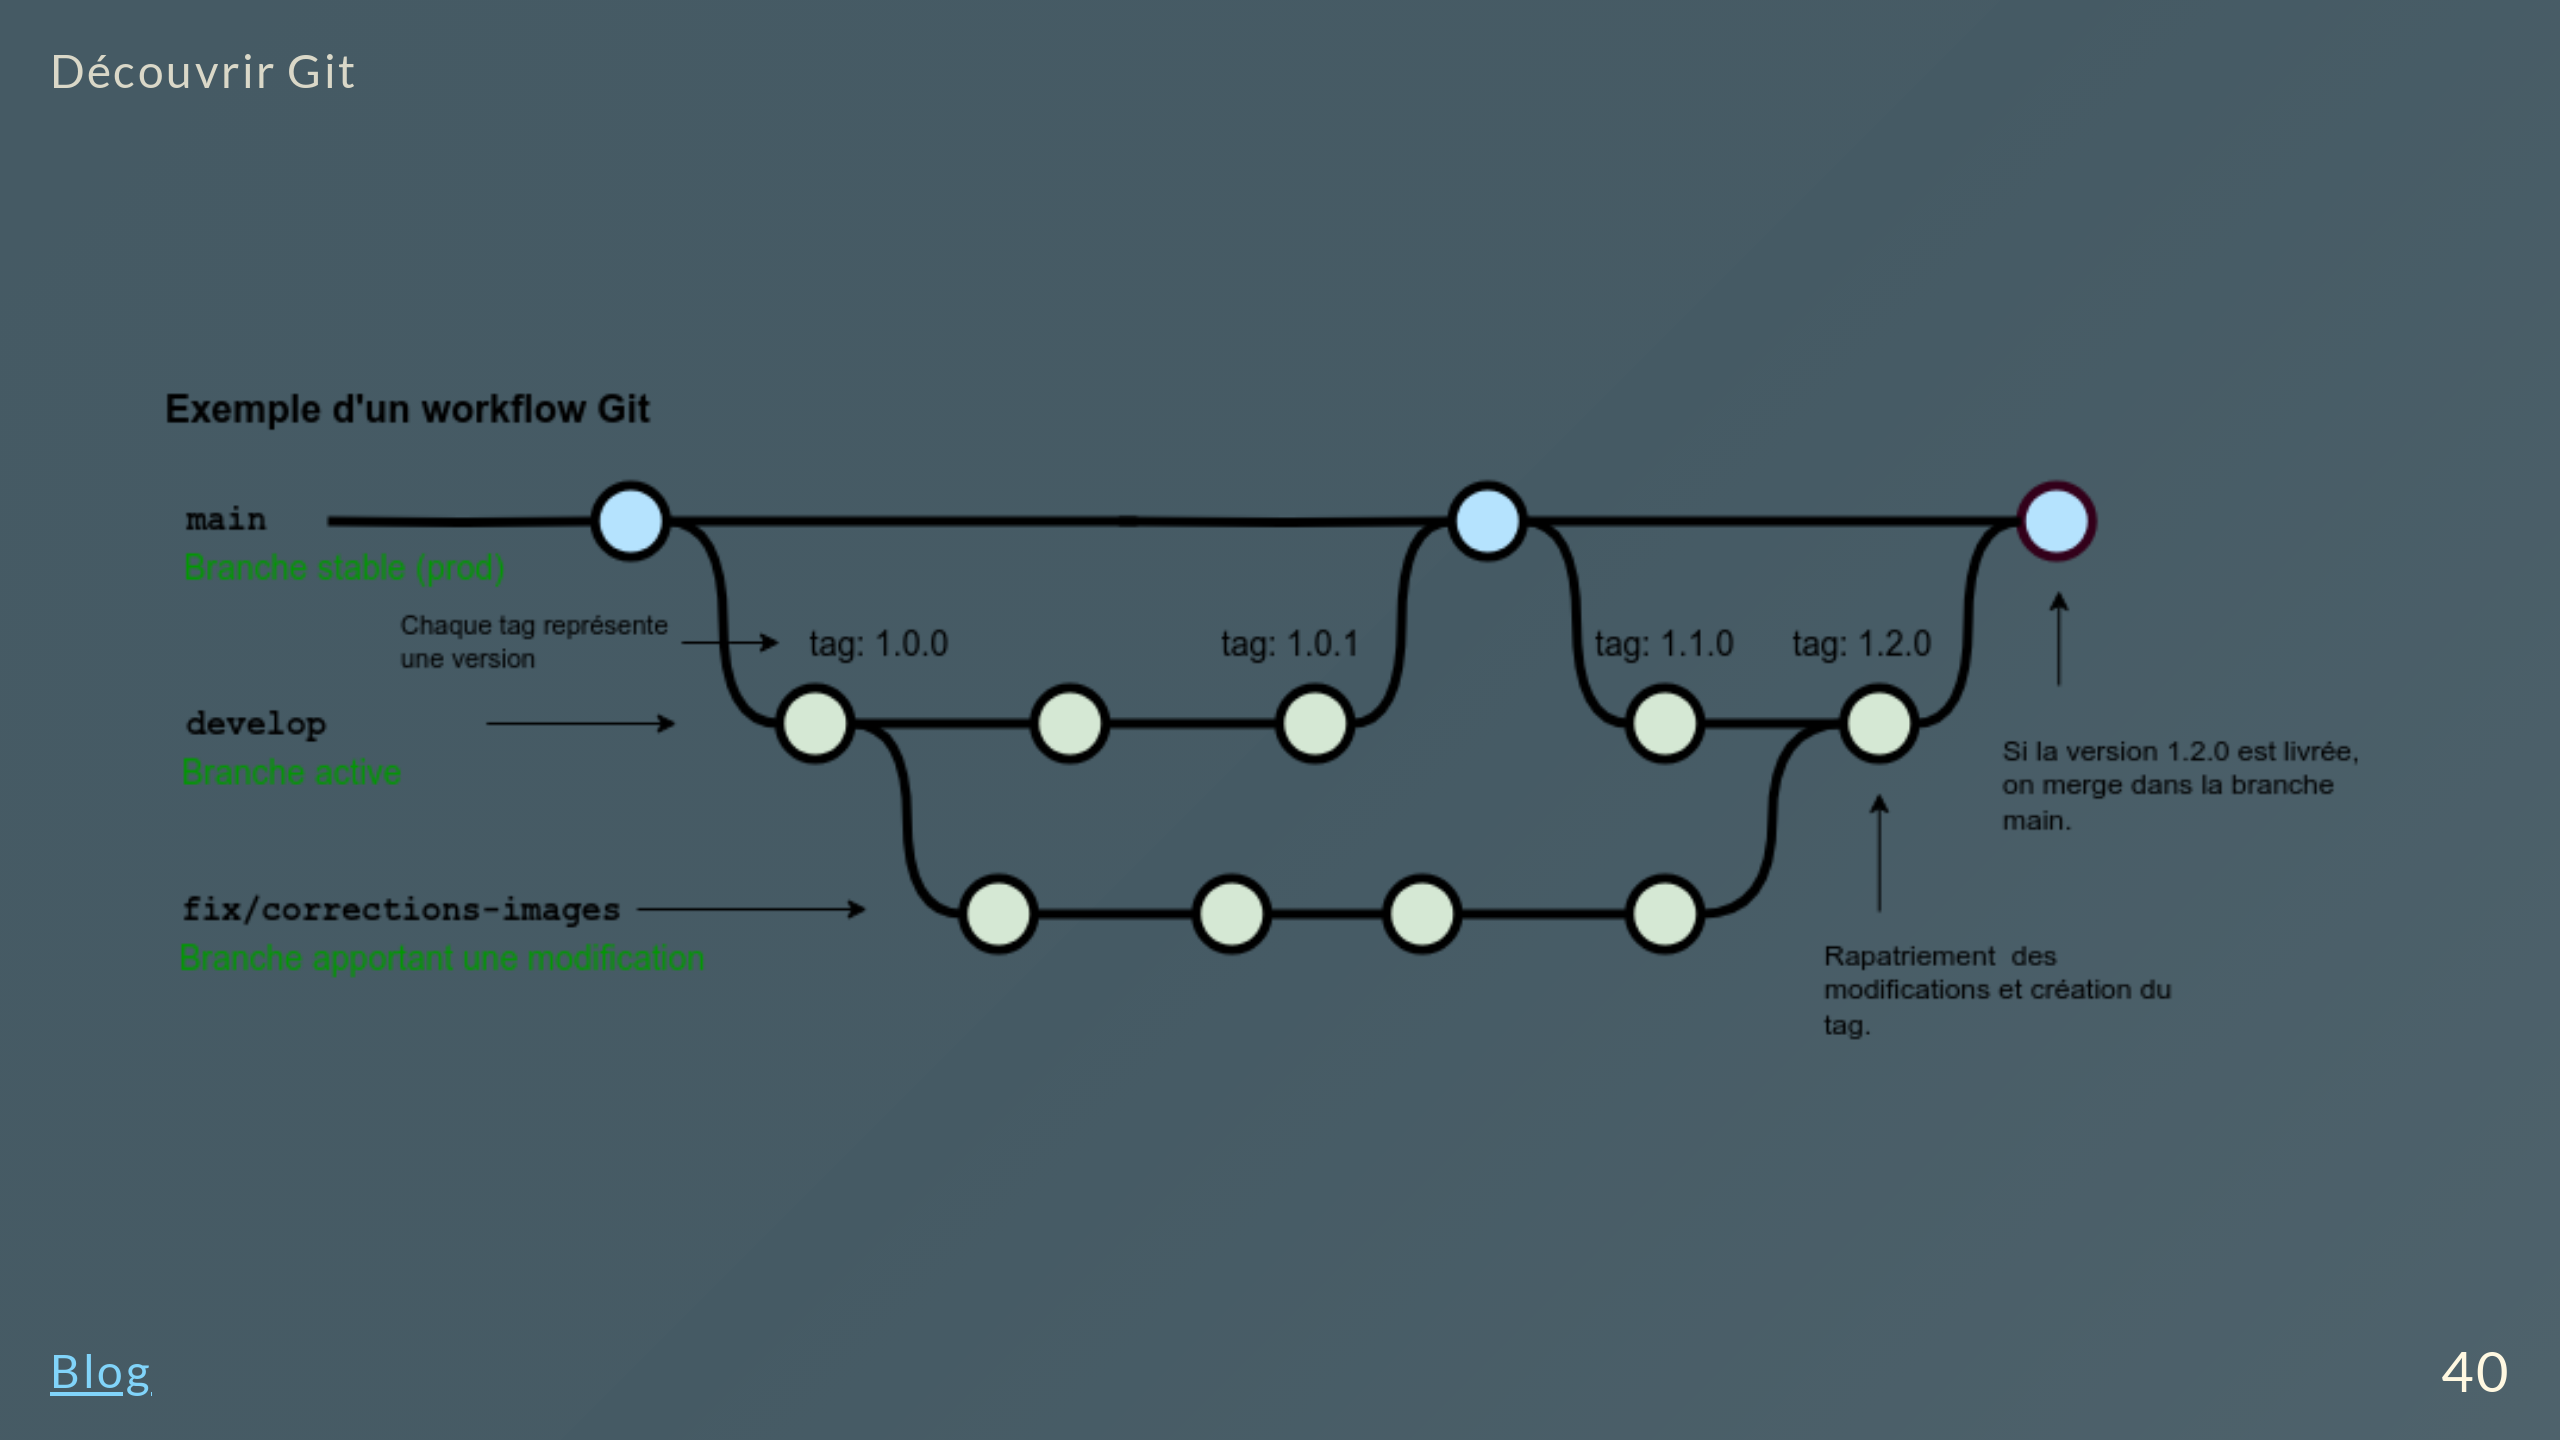 Découvrir Git
Exemple d'un workflow Git
main
Branche stable (prod)
Chaque tag représente
une version
tag: 1.0.0
tag: 1.0.1
tag: 1.1.0
tag: 1.2.0
develop
Branche active
Si la version 1.2.0 est livrée,
on merge dans la branche
main.
fix/corrections-images
Branche apportant une modification
Rapatriement  des
modifications et création du
tag.
Blog
40